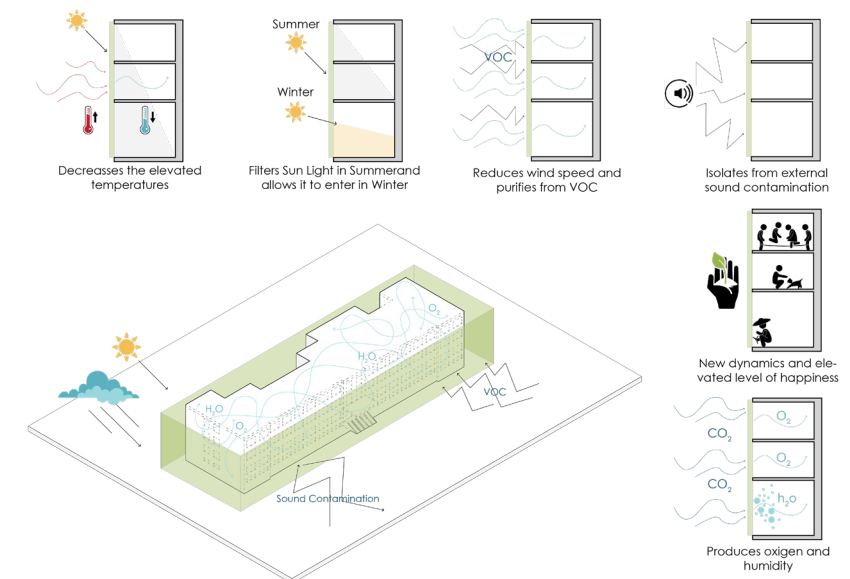 Summer
Winter
VOC
Decreasses the elevated
temperatures
Filters Sun Light in Summerand
allows it to enter in Winter
Reduces wind speed and
purifies from VOC
Isolates from external
sound contamination
O₂
H₂O
H₂O
O₂
VOC
Sound Contamination
New dynamics and ele-
vated level of happiness
CO₂
O₂
O₂
CO₂
h₂o
Produces oxigen and
humidity